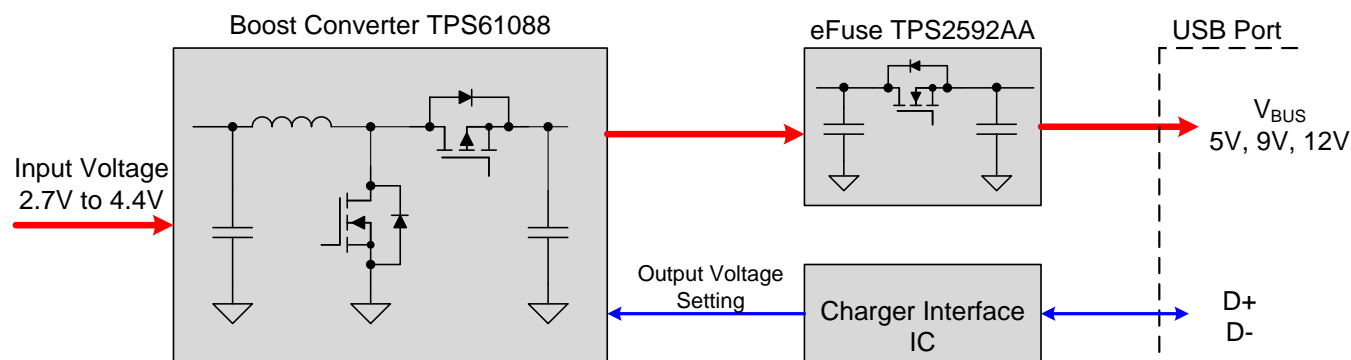 Boost Converter TPS61088
eFuse TPS2592AA
USB Port
Input Voltage
2.7V to 4.4V
VBUS
5V, 9V, 12V
Output Voltage
Setting
Charger Interface
IC
D+
D-